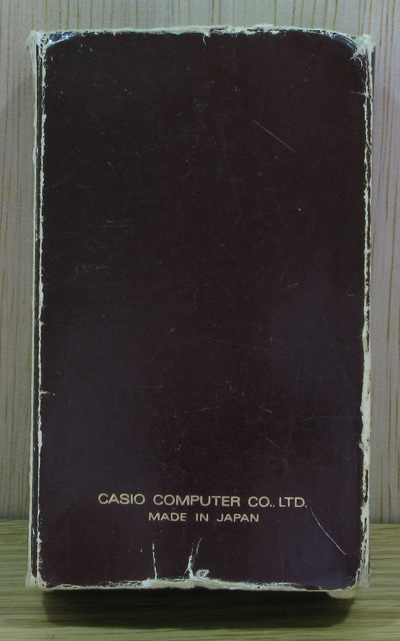 CASIO COMPUTER CO., LTD.
MADE IN JAPAN